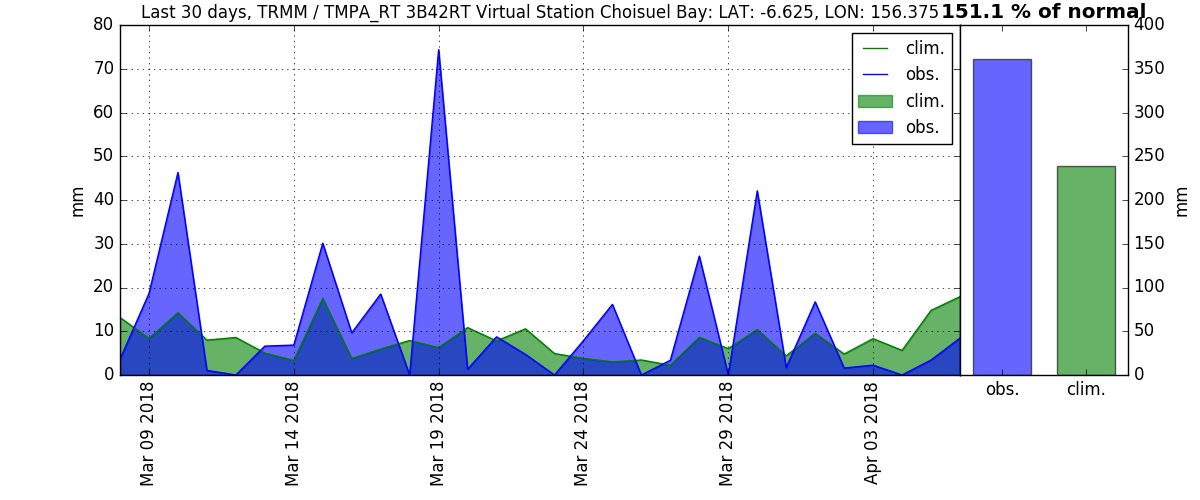 Last 30 days, TRMM / TMPA_RT 3B42RT Virtual Station Choisuel Bay: LAT: -6.625, LON: 156.375
151.1 % of normal
80
70
60
50
40
30
20
10
0
mm
Mar 09 2018
Mar 14 2018
Mar 19 2018
Mar 24 2018
Mar 29 2018
Apr 03 2018
clim.
obs.
clim.
obs.
400
350
300
250
200
150
100
50
0
mm
obs.
clim.